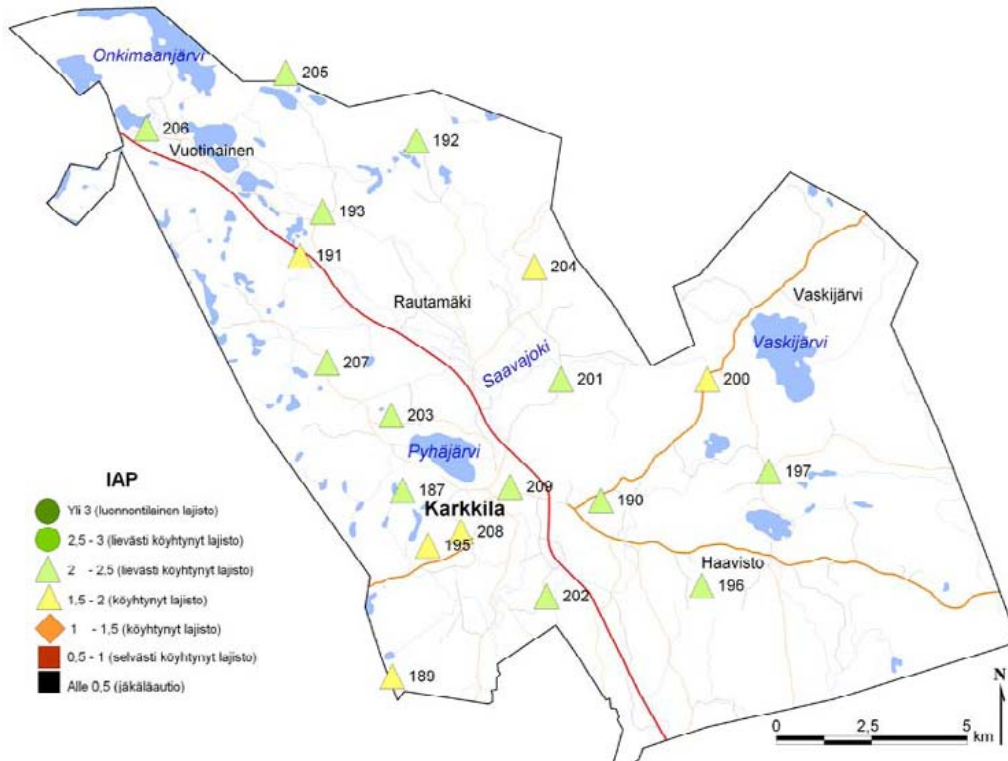 Onkimaanjärvi
205
206
192
Vuotinainen
193
191
204
Vaskijärvi
Rautamäki
Vaskijärvi
Saavajoki
207
201
200
203
Pyhäjärvi
197
187
209
190
Karkkila
208
195
Haavisto
196
202
189
IAP
Yli 3 (luonnontilainen lajisto)
2,5 - 3 (lievästi köyhtynyt lajisto)
2 - 2,5 (lievästi köyhtynyt lajisto)
1,5 - 2 (köyhtynyt lajisto)
1 - 1,5 (köyhtynyt lajisto)
0,5 - 1 (selvästi köyhtynyt lajisto)
Alle 0,5 (jäkäläautio)
N
0 2,5 5
km